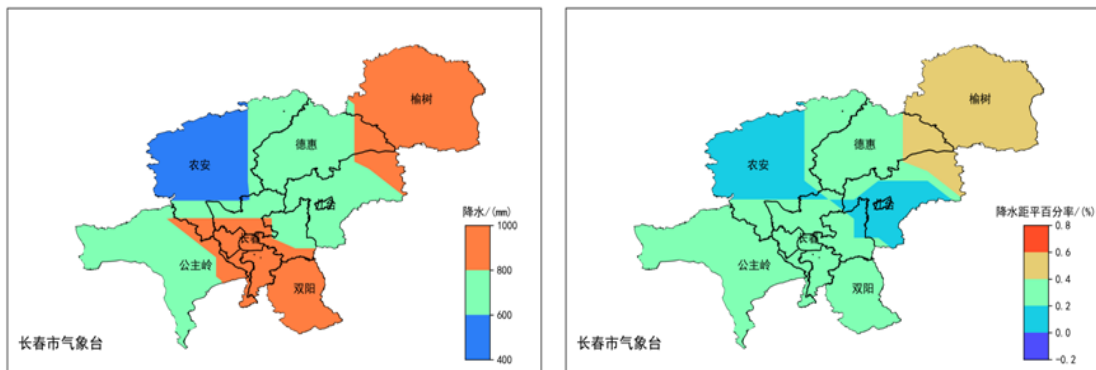 榆树
德惠
农安
九台
降水/(mm)
1000
800
600
400
长春
公主岭
双阳
长春市气象台
榆树
德惠
农安
九台
降水距平百分率/(%)
0.8
0.6
0.4
0.2
0.0
-0.2
长春
公主岭
双阳
长春市气象台